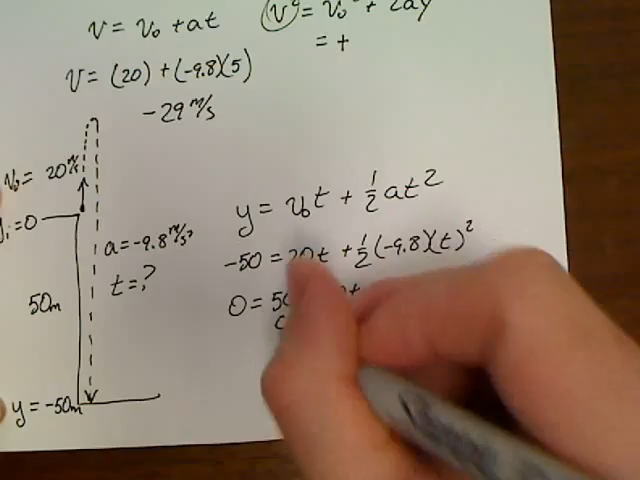 v = v₀ + at
v² = v₀² + 2ay
= +
v = (20) + (-9.8)(5)
-29 m/s
v₀ = 20 m/s
y = v₀t + ½at²
yᵢ = 0
a = -9.8 m/s²
-50 = 20t + ½(-9.8)(t)²
t = ?
50m
0 = 50
y = -50m